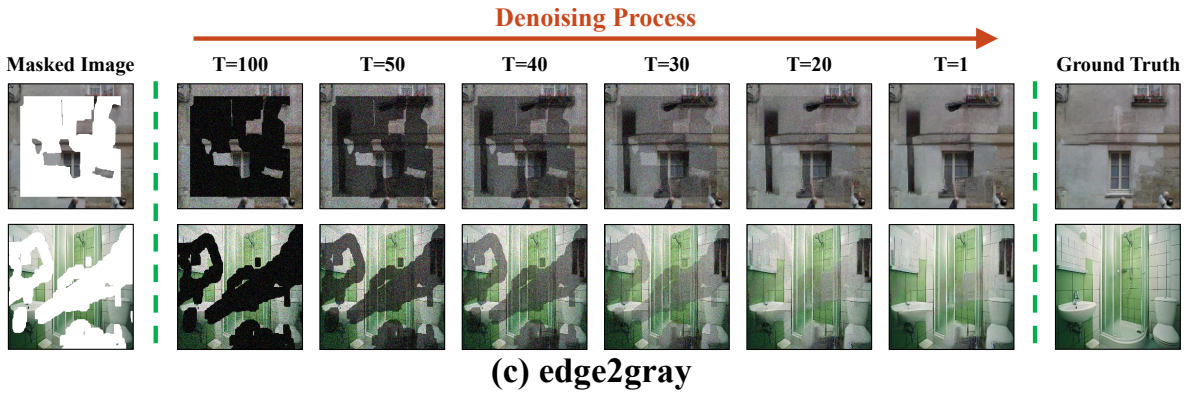 Denoising Process
Masked Image T=100 T=50 T=40 T=30 T=20 T=1 Ground Truth
(c) edge2gray